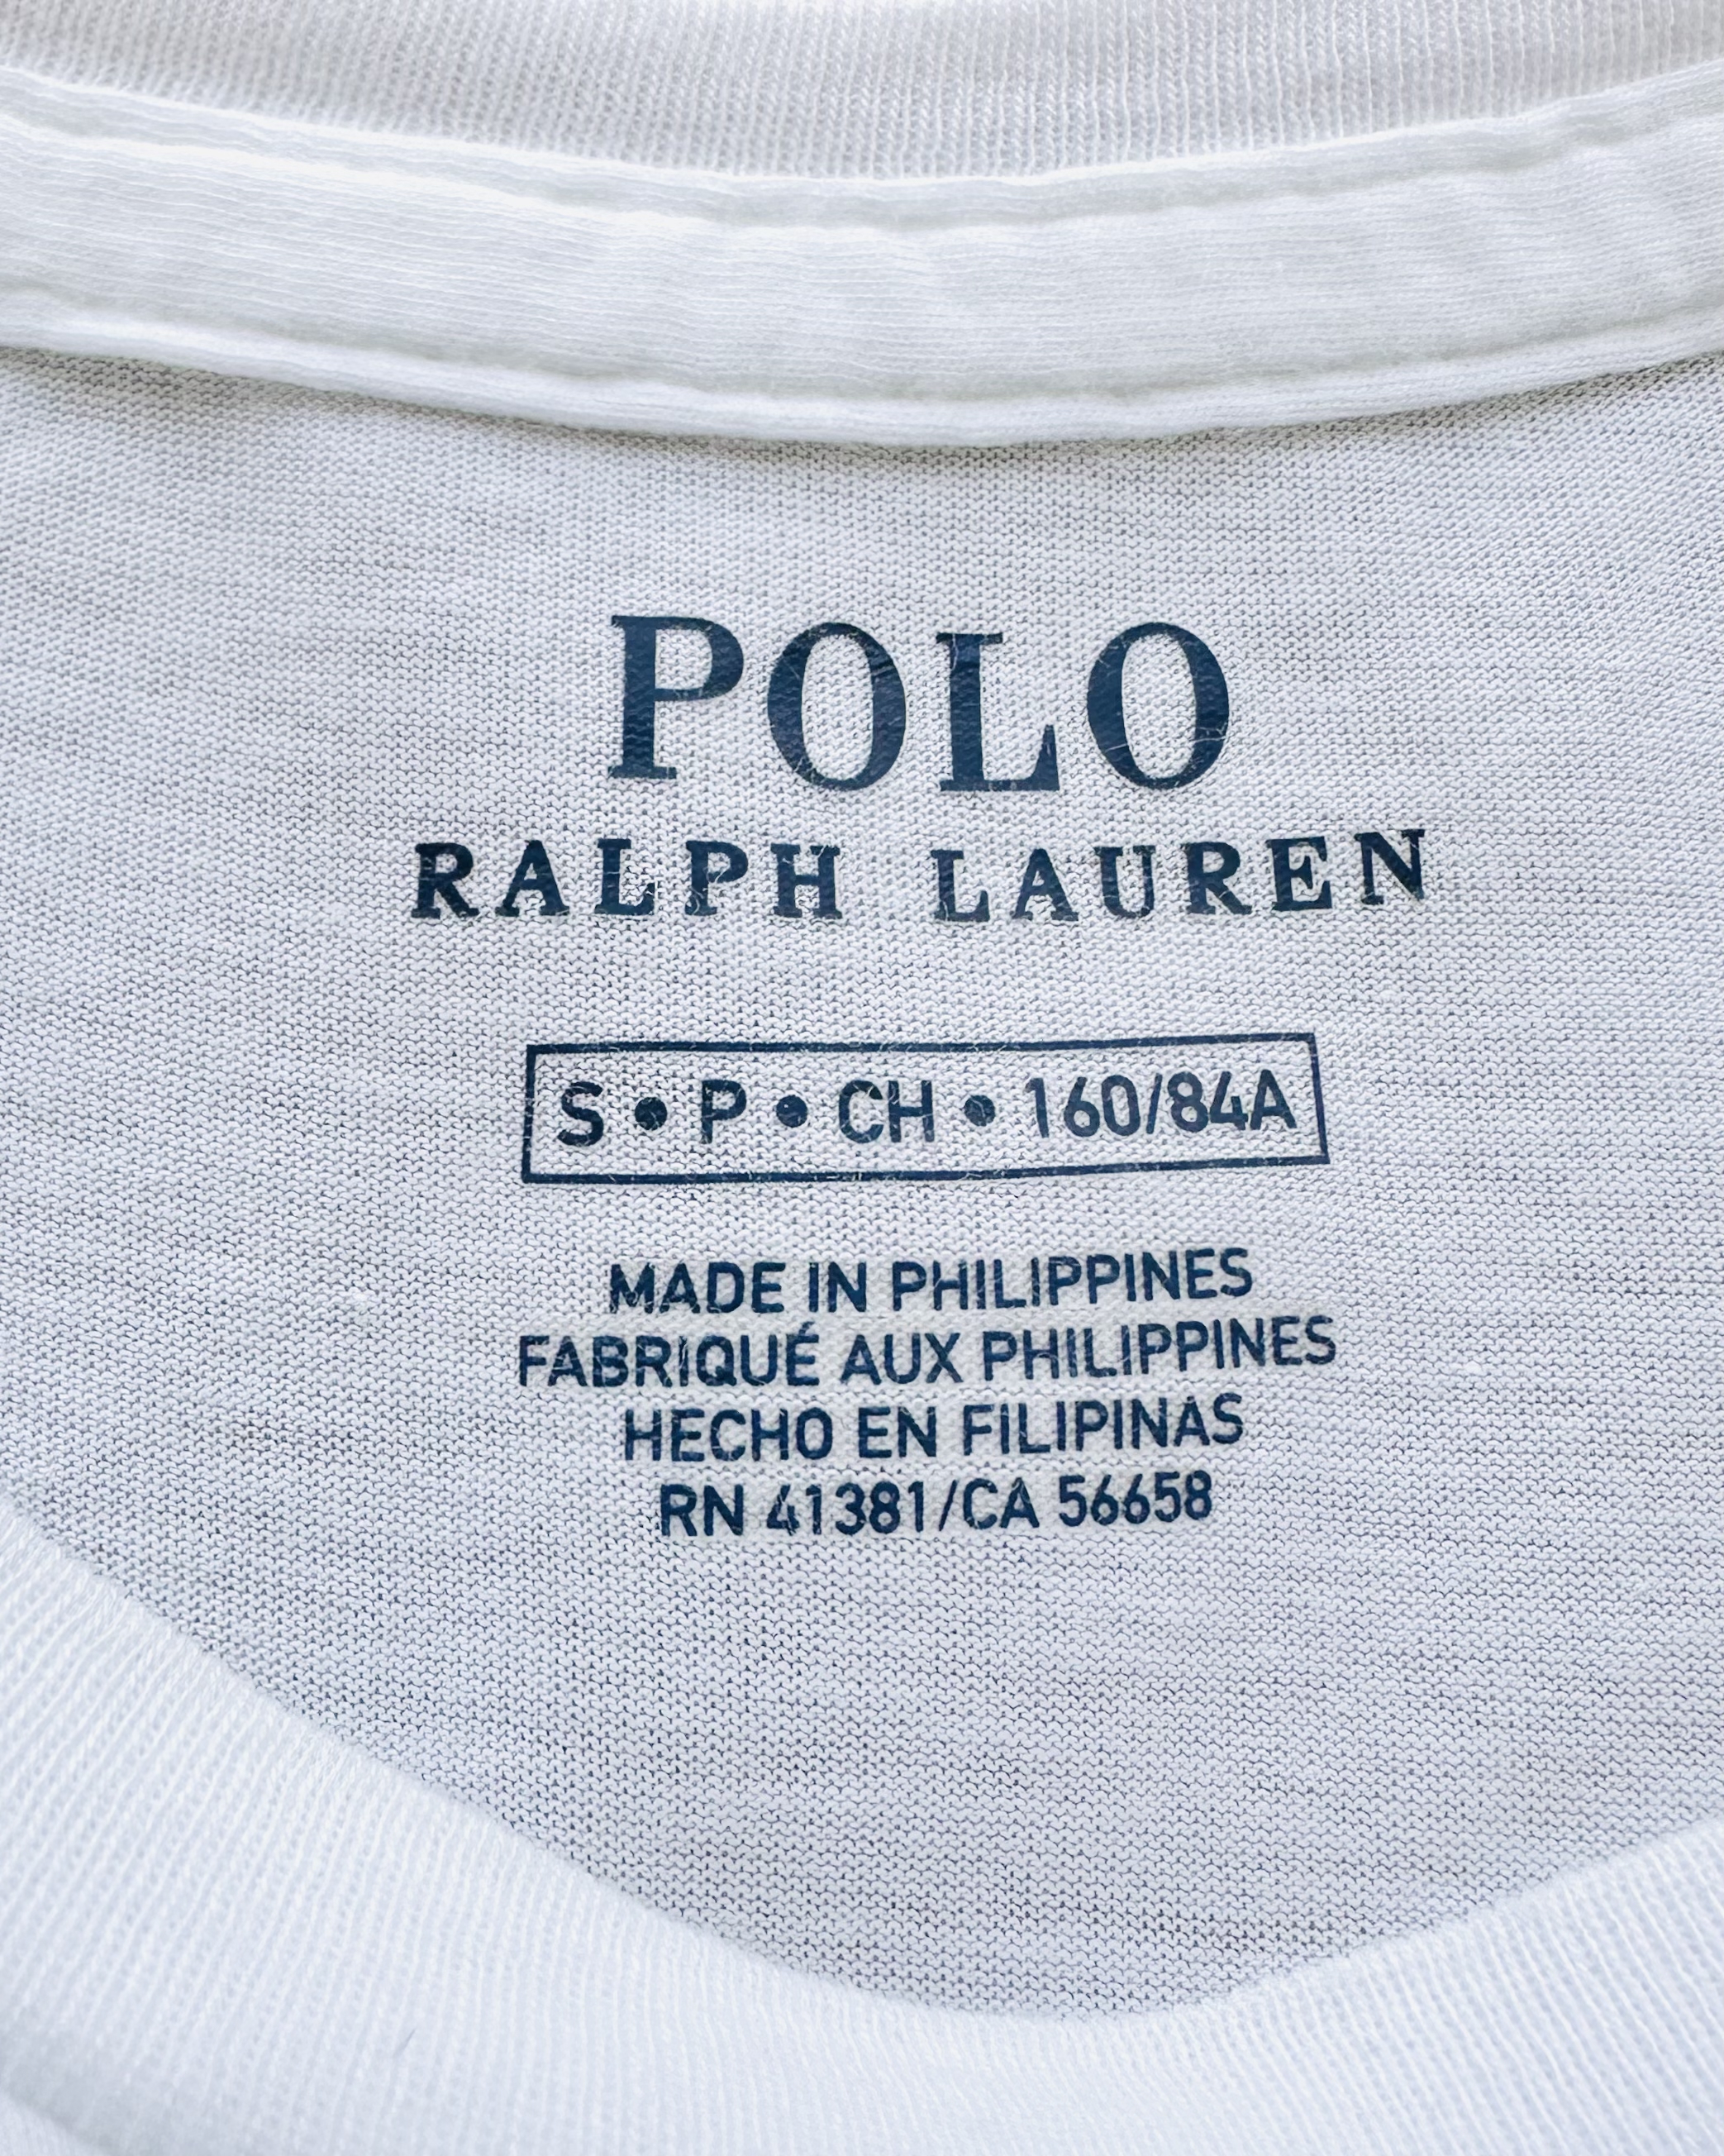 POLO
RALPH LAUREN
S • P • CH • 160/84A
MADE IN PHILIPPINES
FABRIQUÉ AUX PHILIPPINES
HECHO EN FILIPINAS
RN 41381/CA 56658